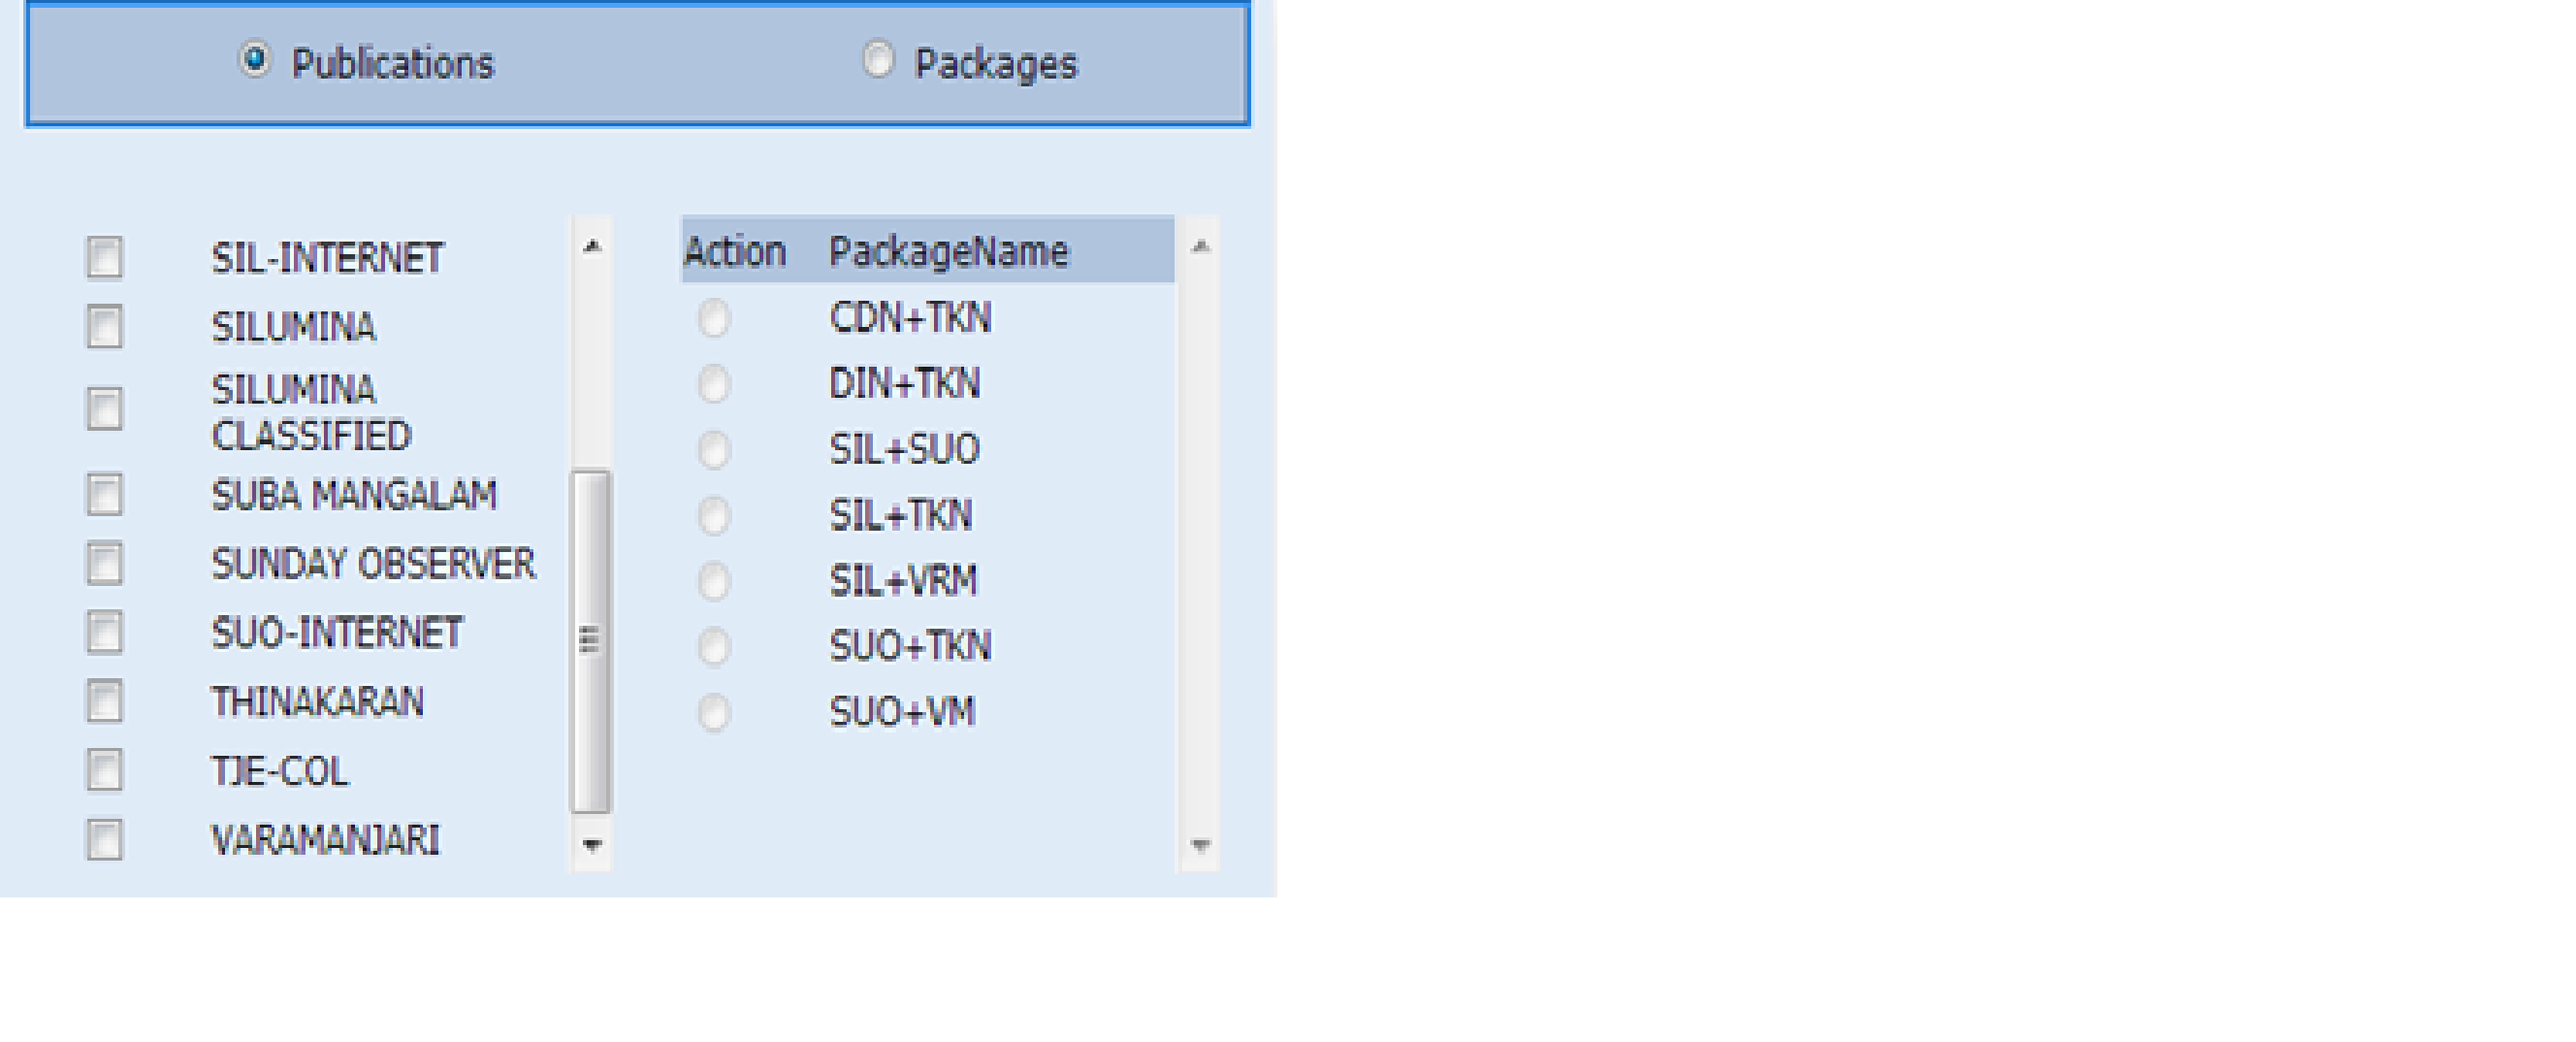 Publications
Packages
SIL-INTERNET
SILUMINA
SILUMINA
CLASSIFIED
SUBA MANGALAM
SUNDAY OBSERVER
SUO-INTERNET
THINAKARAN
TJE-COL
VARAMANJARI
Action PackageName
CDN+TKN
DIN+TKN
SIL+SUO
SIL+TKN
SIL+VRM
SUO+TKN
SUO+VM